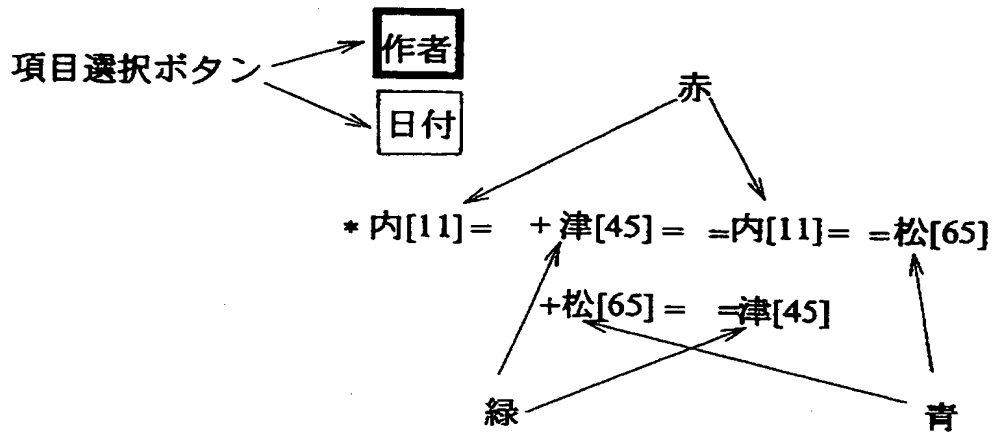 作者
項目選択ボタン
日付
赤
*内[11]= +津[45]= =内[11]= =松[65]
+松[65]= =津[45]
緑 青